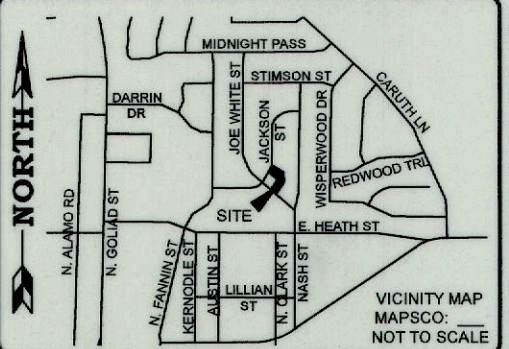 MIDNIGHT PASS
STIMSON ST
CARUTH LN
DARRIN
DR
JOE WHITE ST
JACKSON
ST
WISPERWOOD DR
REDWOOD TRL
NORTH
N. ALAMO RD
N. GOLIAD ST
SITE
E. HEATH ST
N. FANNIN ST
KERNODLE ST
AUSTIN ST
LILLIAN
ST
N. CLARK ST
NASH ST
VICINITY MAP
MAPSCO: ___
NOT TO SCALE